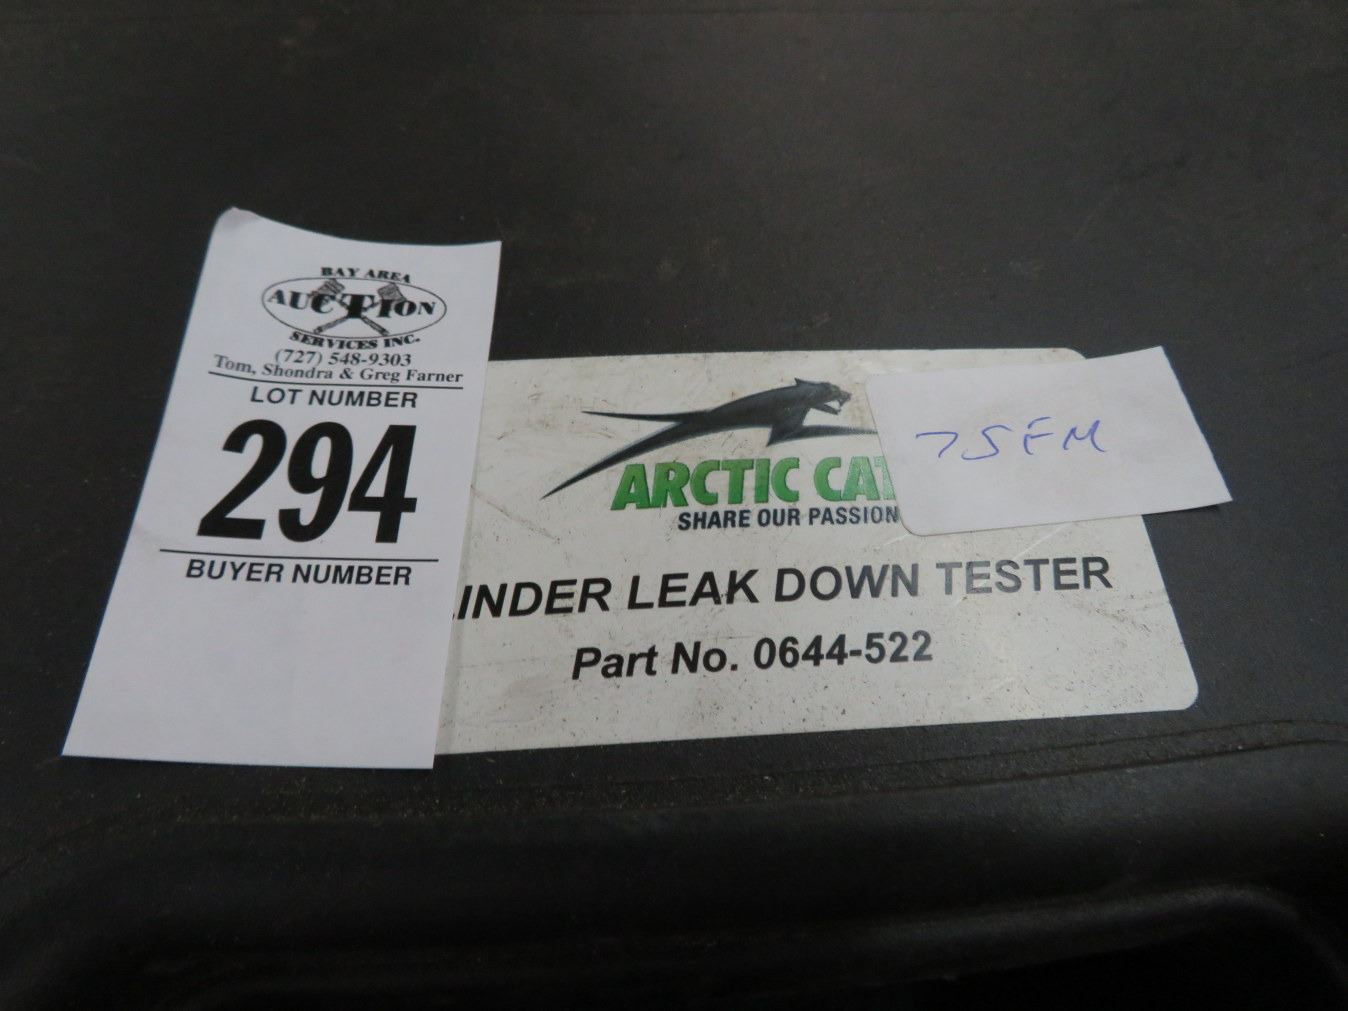 BAY AREA
AUCTION
SERVICES INC.
(727) 548-9303
Tom, Shondra & Greg Farner
LOT NUMBER
294
BUYER NUMBER
ARCTIC CAT
SHARE OUR PASSION
INDER LEAK DOWN TESTER
Part No. 0644-522
75FM